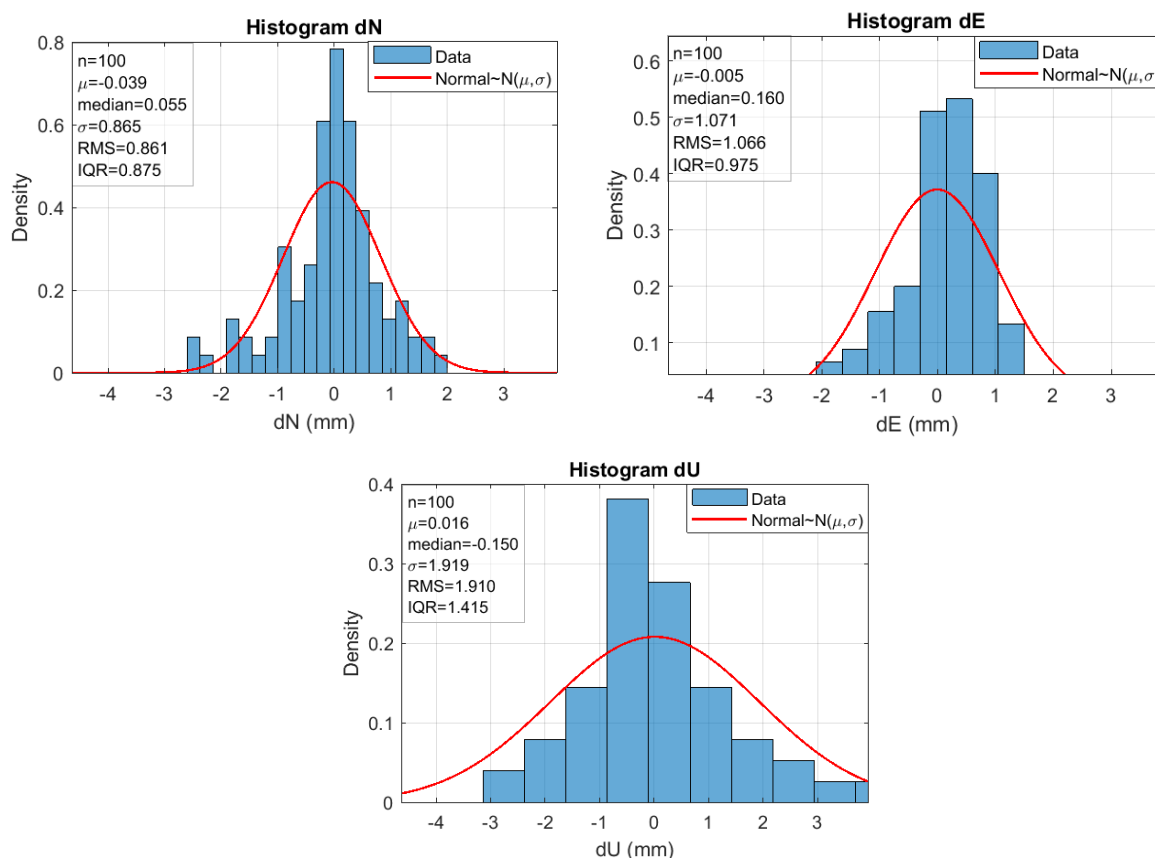 Histogram dN
n=100
μ=-0.039
median=0.055
σ=0.865
RMS=0.861
IQR=0.875
Data
Normal~N(μ,σ)
0.8
0.6
0.4
0.2
0
Density
-4 -3 -2 -1 0 1 2 3
dN (mm)
Histogram dE
n=100
μ=-0.005
median=0.160
σ=1.071
RMS=1.066
IQR=0.975
Data
Normal~N(μ,σ
0.6
0.5
0.4
0.3
0.2
0.1
Density
-4 -3 -2 -1 0 1 2 3
dE (mm)
Histogram dU
n=100
μ=0.016
median=-0.150
σ=1.919
RMS=1.910
IQR=1.415
Data
Normal~N(μ,σ)
0.4
0.3
0.2
0.1
0
Density
-4 -3 -2 -1 0 1 2 3
dU (mm)